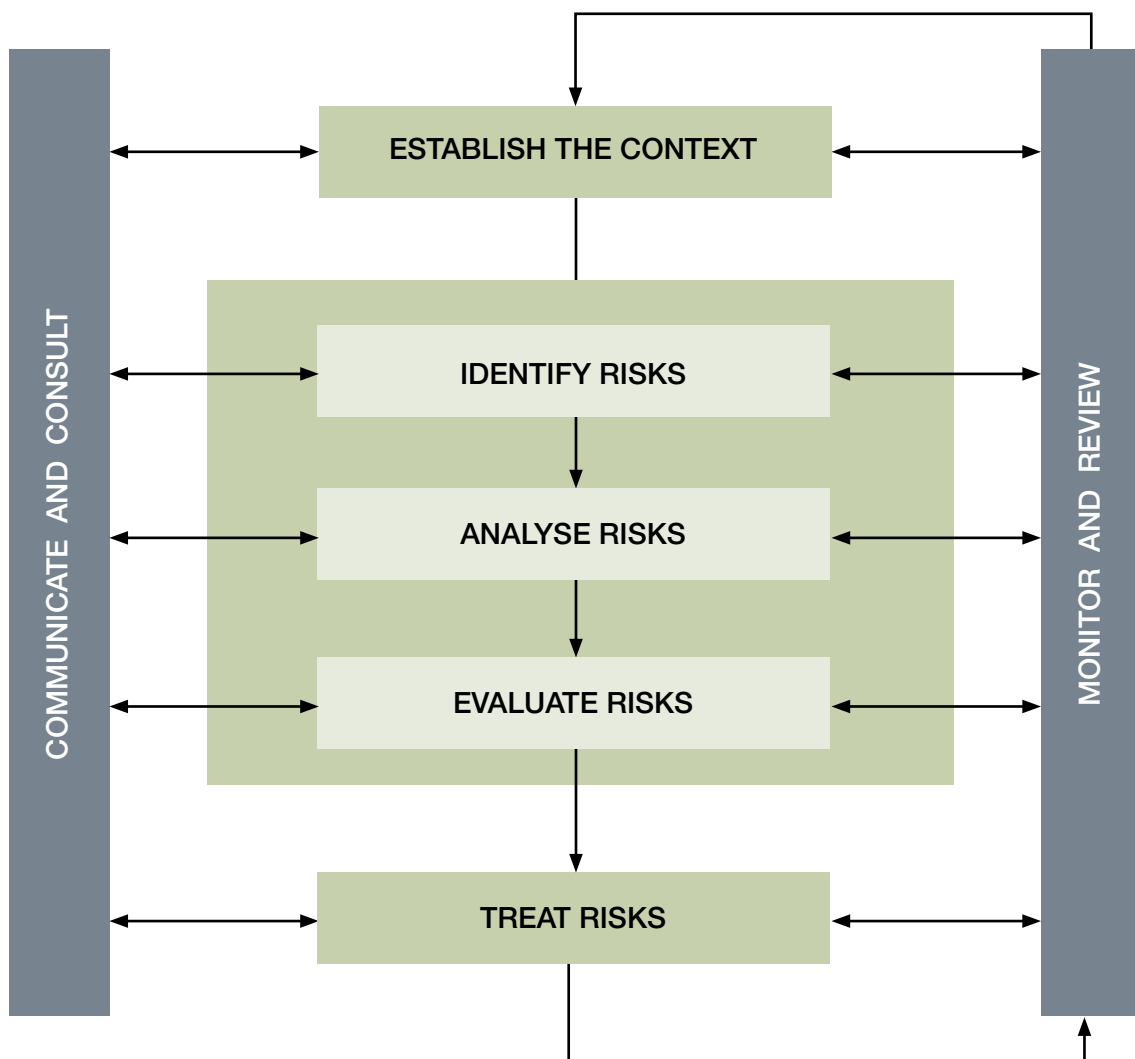 ESTABLISH THE CONTEXT
COMMUNICATE AND CONSULT
IDENTIFY RISKS
ANALYSE RISKS
EVALUATE RISKS
TREAT RISKS
MONITOR AND REVIEW